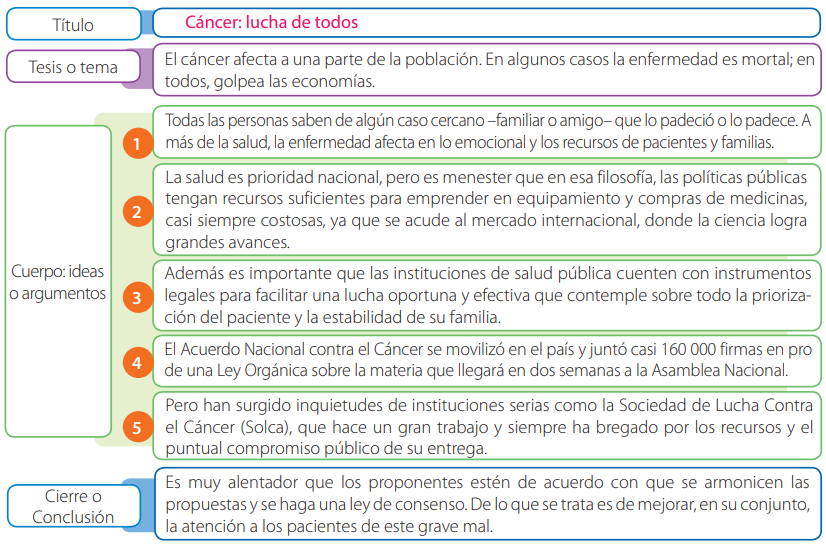 Título
Cáncer: lucha de todos
Tesis o tema
El cáncer afecta a una parte de la población. En algunos casos la enfermedad es mortal; en
todos, golpea las economías.
Cuerpo: ideas
o argumentos
1
Todas las personas saben de algún caso cercano –familiar o amigo– que lo padeció o lo padece. A
más de la salud, la enfermedad afecta en lo emocional y los recursos de pacientes y familias.
2
La salud es prioridad nacional, pero es menester que en esa filosofía, las políticas públicas
tengan recursos suficientes para emprender en equipamiento y compras de medicinas,
casi siempre costosas, ya que se acude al mercado internacional, donde la ciencia logra
grandes avances.
3
Además es importante que las instituciones de salud pública cuenten con instrumentos
legales para facilitar una lucha oportuna y efectiva que contemple sobre todo la prioriza-
ción del paciente y la estabilidad de su familia.
4
El Acuerdo Nacional contra el Cáncer se movilizó en el país y juntó casi 160 000 firmas en pro
de una Ley Orgánica sobre la materia que llegará en dos semanas a la Asamblea Nacional.
5
Pero han surgido inquietudes de instituciones serias como la Sociedad de Lucha Contra
el Cáncer (Solca), que hace un gran trabajo y siempre ha bregado por los recursos y el
puntual compromiso público de su entrega.
Cierre o
Conclusión
Es muy alentador que los proponentes estén de acuerdo con que se armonicen las
propuestas y se haga una ley de consenso. De lo que se trata es de mejorar, en su conjunto,
la atención a los pacientes de este grave mal.